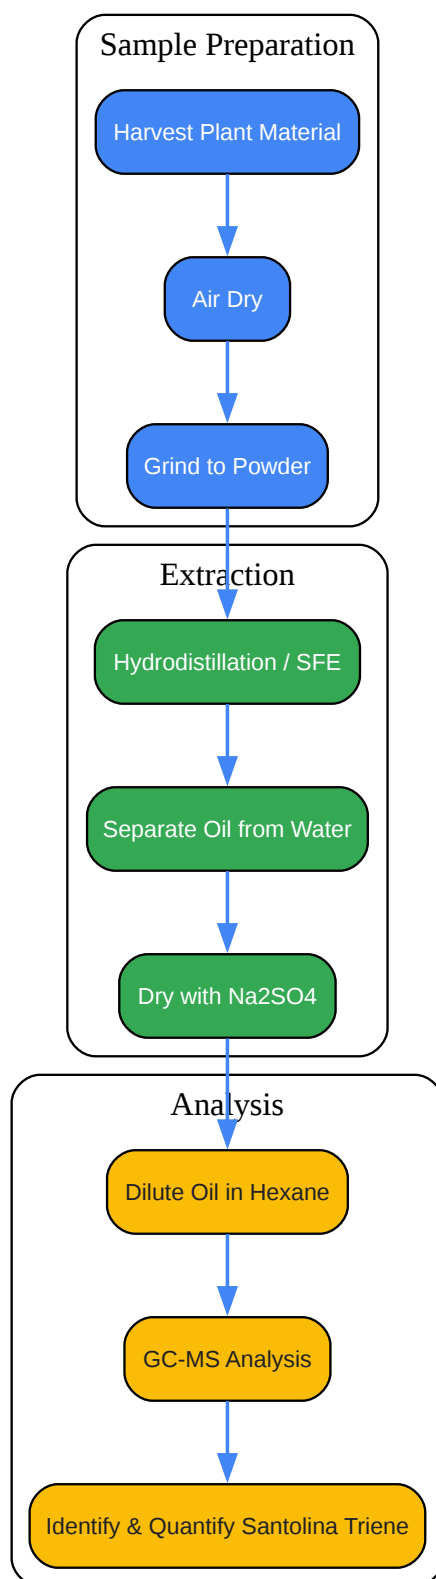 Sample Preparation
Harvest Plant Material
Air Dry
Grind to Powder
Extraction
Hydrodistillation / SFE
Separate Oil from Water
Dry with Na2SO4
Analysis
Dilute Oil in Hexane
GC-MS Analysis
Identify & Quantify Santolina Triene